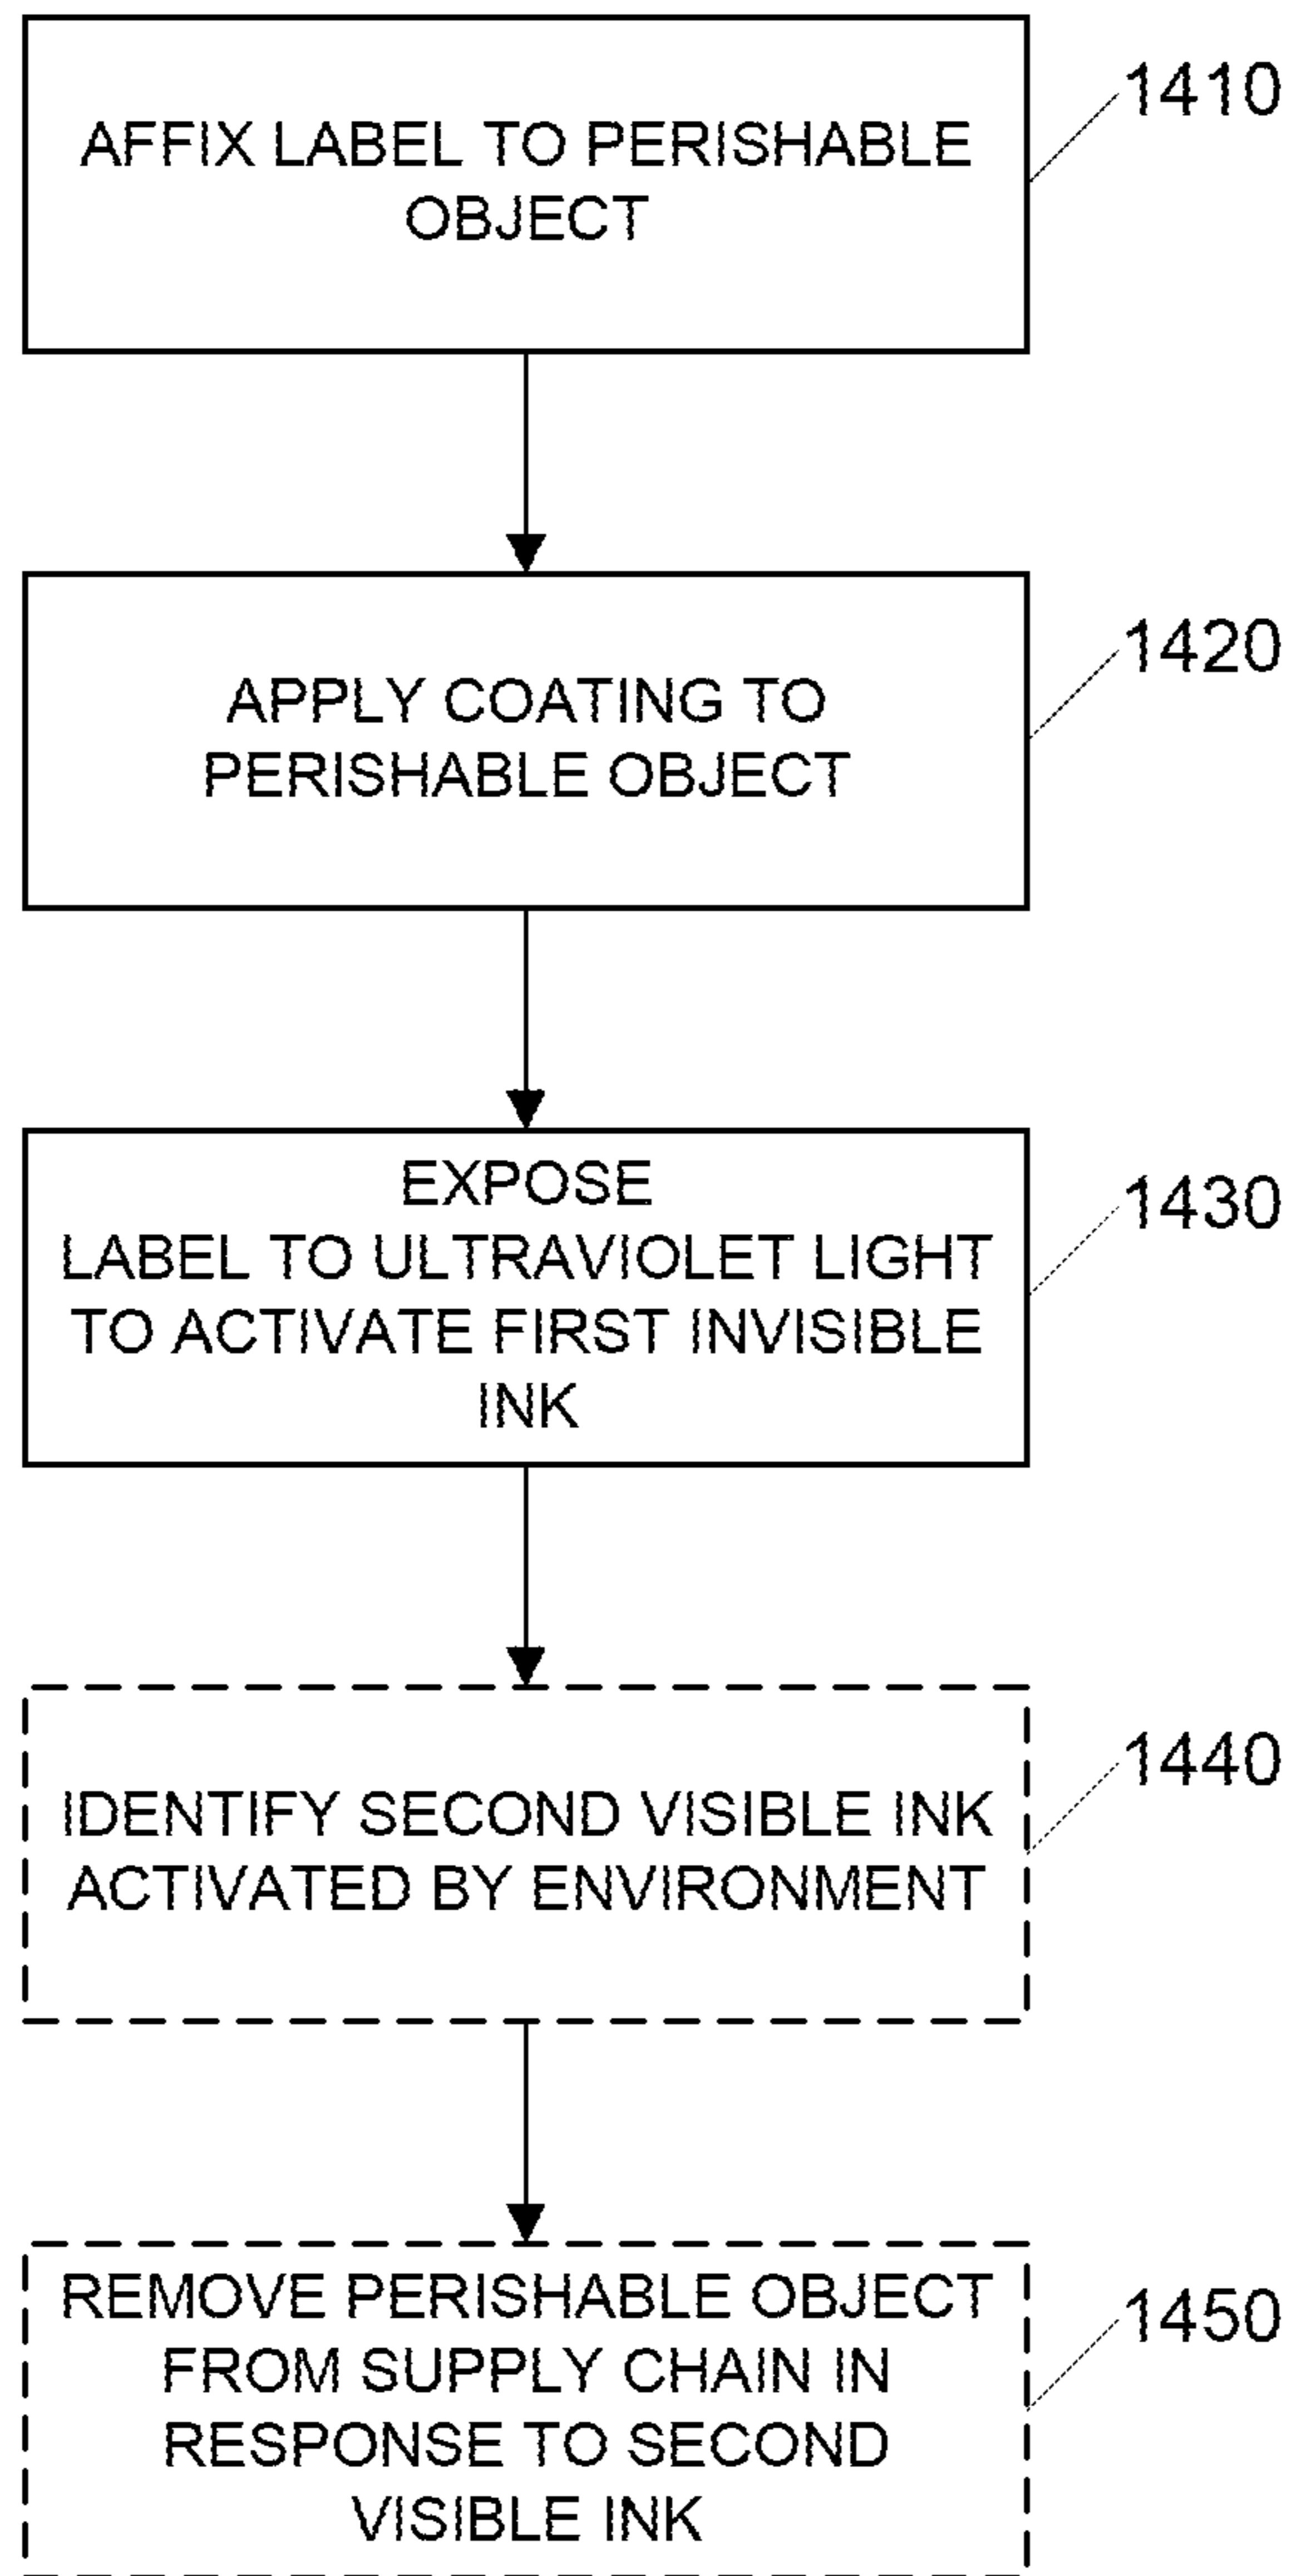 AFFIX LABEL TO PERISHABLE
OBJECT
1410
APPLY COATING TO
PERISHABLE OBJECT
1420
EXPOSE
LABEL TO ULTRAVIOLET LIGHT
TO ACTIVATE FIRST INVISIBLE
INK
1430
IDENTIFY SECOND VISIBLE INK
ACTIVATED BY ENVIRONMENT
1440
REMOVE PERISHABLE OBJECT
FROM SUPPLY CHAIN IN
RESPONSE TO SECOND
VISIBLE INK
1450